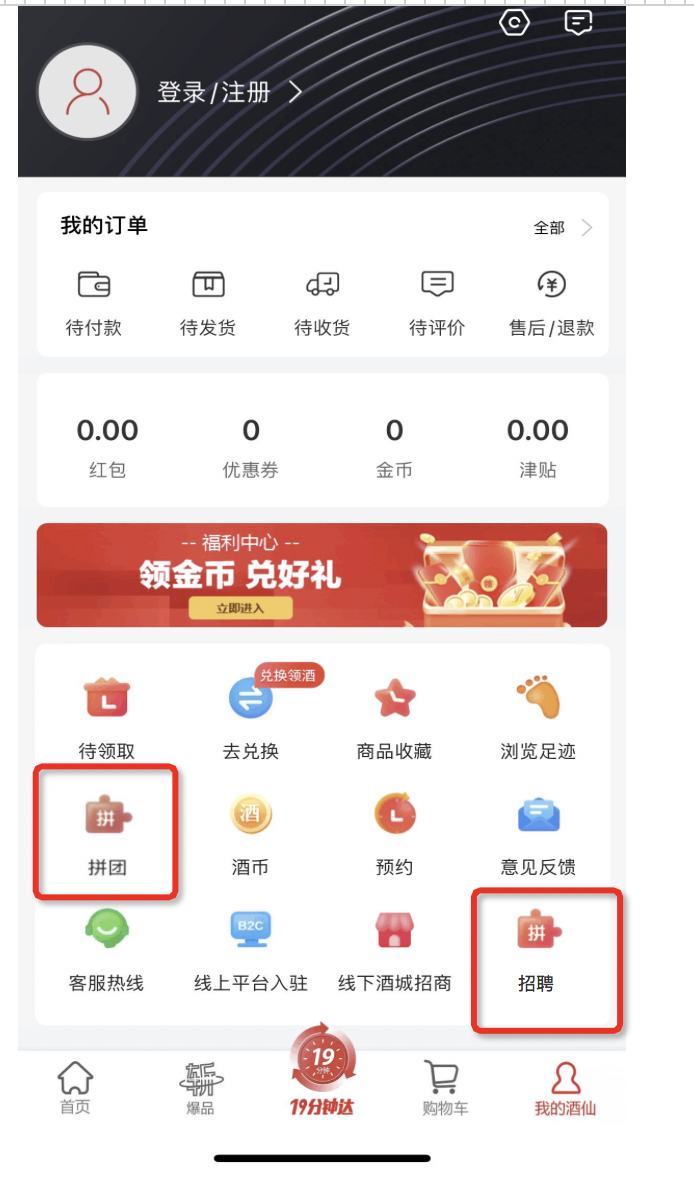 登录/注册
我的订单
全部
待付款 待发货 待收货 待评价 售后/退款
0.00 0 0 0.00
红包 优惠券 金币 津贴
-- 福利中心 --
领金币 兑好礼
立即进入
兑换领酒
待领取 去兑换 商品收藏 浏览足迹
拼 酒
拼团 酒币 预约 意见反馈
B2C 拼
客服热线 线上平台入驻 线下酒城招商 招聘
19
分钟
首页 爆品 19分钟达 购物车 我的酒仙